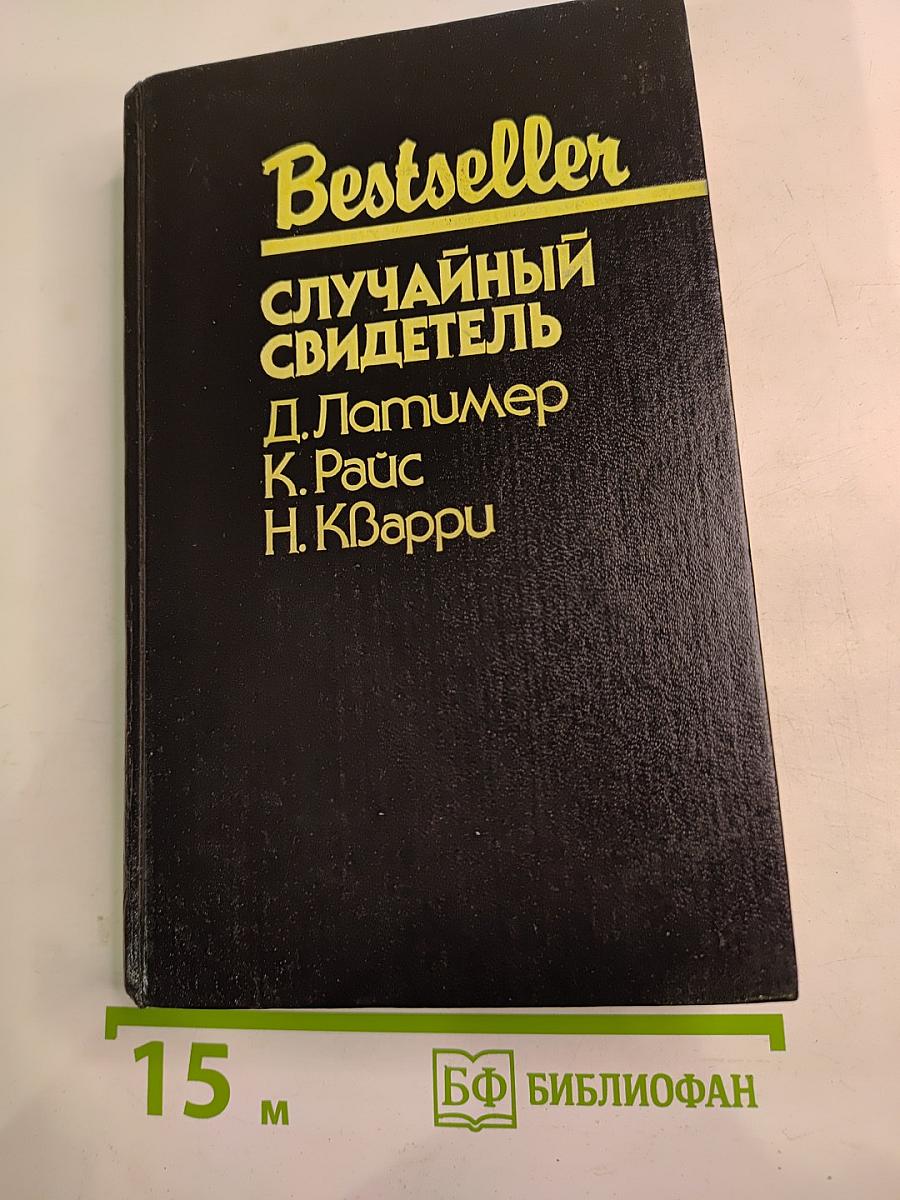 Bestseller
СЛУЧАЙНЫЙ
СВИДЕТЕЛЬ
Д. Латимер
К. Райс
Н. Кварри
15 м
БФ БИБЛИОФАН